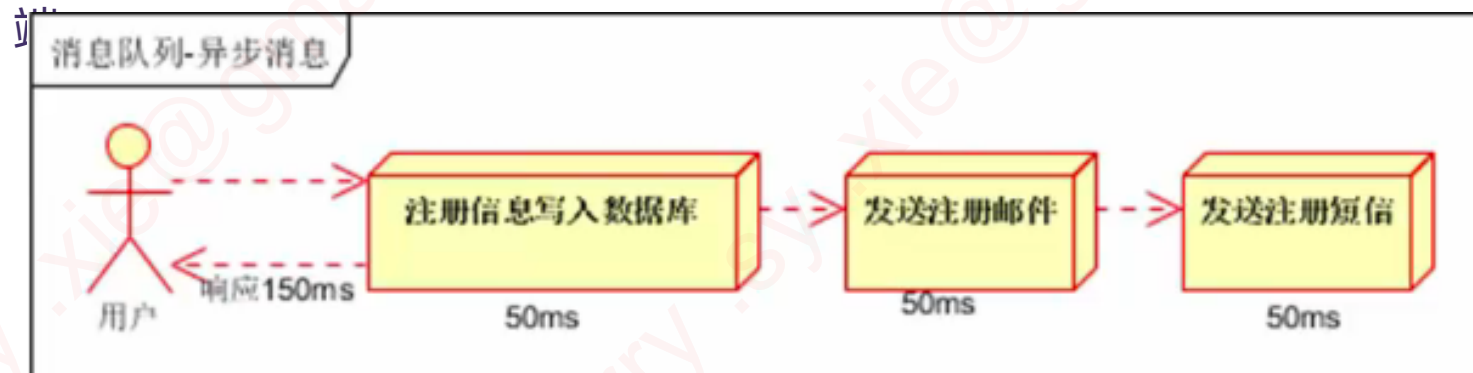 端
消息队列-异步消息
注册信息写入数据库
发送注册邮件
发送注册短信
响应150ms
用户
50ms
50ms
50ms